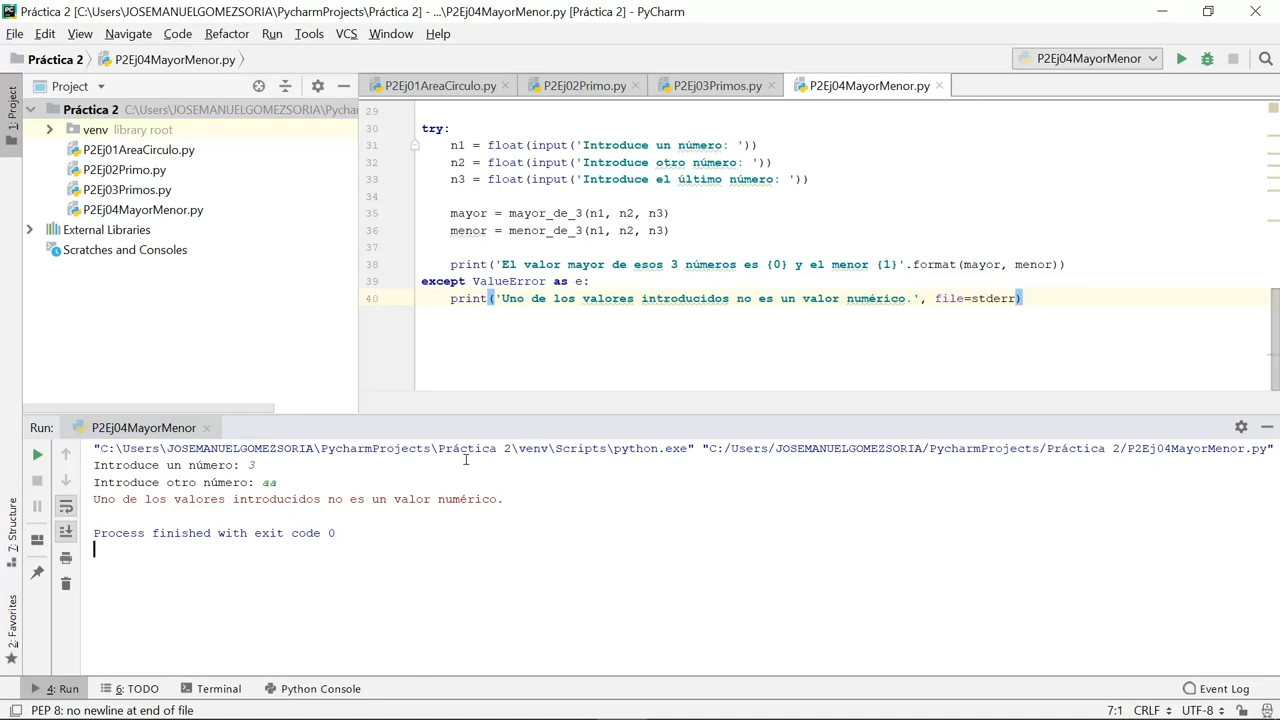 Práctica 2 [C:\Users\JOSEMANUELGOMEZSORIA\PycharmProjects\Práctica 2] - ...\P2Ej04MayorMenor.py [Práctica 2] - PyCharm
File Edit View Navigate Code Refactor Run Tools VCS Window Help
Práctica 2 P2Ej04MayorMenor.py P2Ej04MayorMenor
1: Project
Project
P2Ej01AreaCirculo.py P2Ej02Primo.py P2Ej03Primos.py P2Ej04MayorMenor.py
Práctica 2 C:\Users\JOSEMANUELGOMEZSORIA\Pycha
venv library root
P2Ej01AreaCirculo.py
P2Ej02Primo.py
P2Ej03Primos.py
P2Ej04MayorMenor.py
External Libraries
Scratches and Consoles
29
30 try:
31 n1 = float(input('Introduce un número: '))
32 n2 = float(input('Introduce otro número: '))
33 n3 = float(input('Introduce el último número: '))
34
35 mayor = mayor_de_3(n1, n2, n3)
36 menor = menor_de_3(n1, n2, n3)
37
38 print('El valor mayor de esos 3 números es {0} y el menor {1}'.format(mayor, menor))
39 except ValueError as e:
40 print('Uno de los valores introducidos no es un valor numérico.', file=stderr)
Run: P2Ej04MayorMenor
"C:\Users\JOSEMANUELGOMEZSORIA\PycharmProjects\Práctica 2\venv\Scripts\python.exe" "C:/Users/JOSEMANUELGOMEZSORIA/PycharmProjects/Práctica 2/P2Ej04MayorMenor.py"
Introduce un número: 3
Introduce otro número: aa
Uno de los valores introducidos no es un valor numérico.
Process finished with exit code 0
7: Structure
2: Favorites
4: Run 6: TODO Terminal Python Console Event Log
PEP 8: no newline at end of file 7:1 CRLF UTF-8